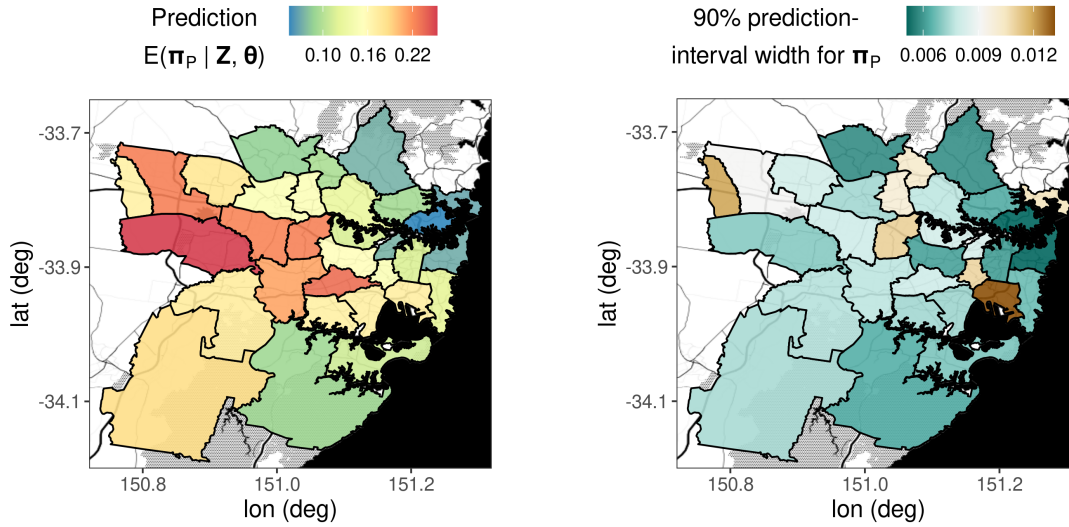 Prediction
E(π_P | Z, θ)
0.10 0.16 0.22
90% prediction-
interval width for π_P
0.006 0.009 0.012
lat (deg)
-33.7
-33.9
-34.1
150.8 151.0 151.2
lon (deg)
lat (deg)
-33.7
-33.9
-34.1
150.8 151.0 151.2
lon (deg)